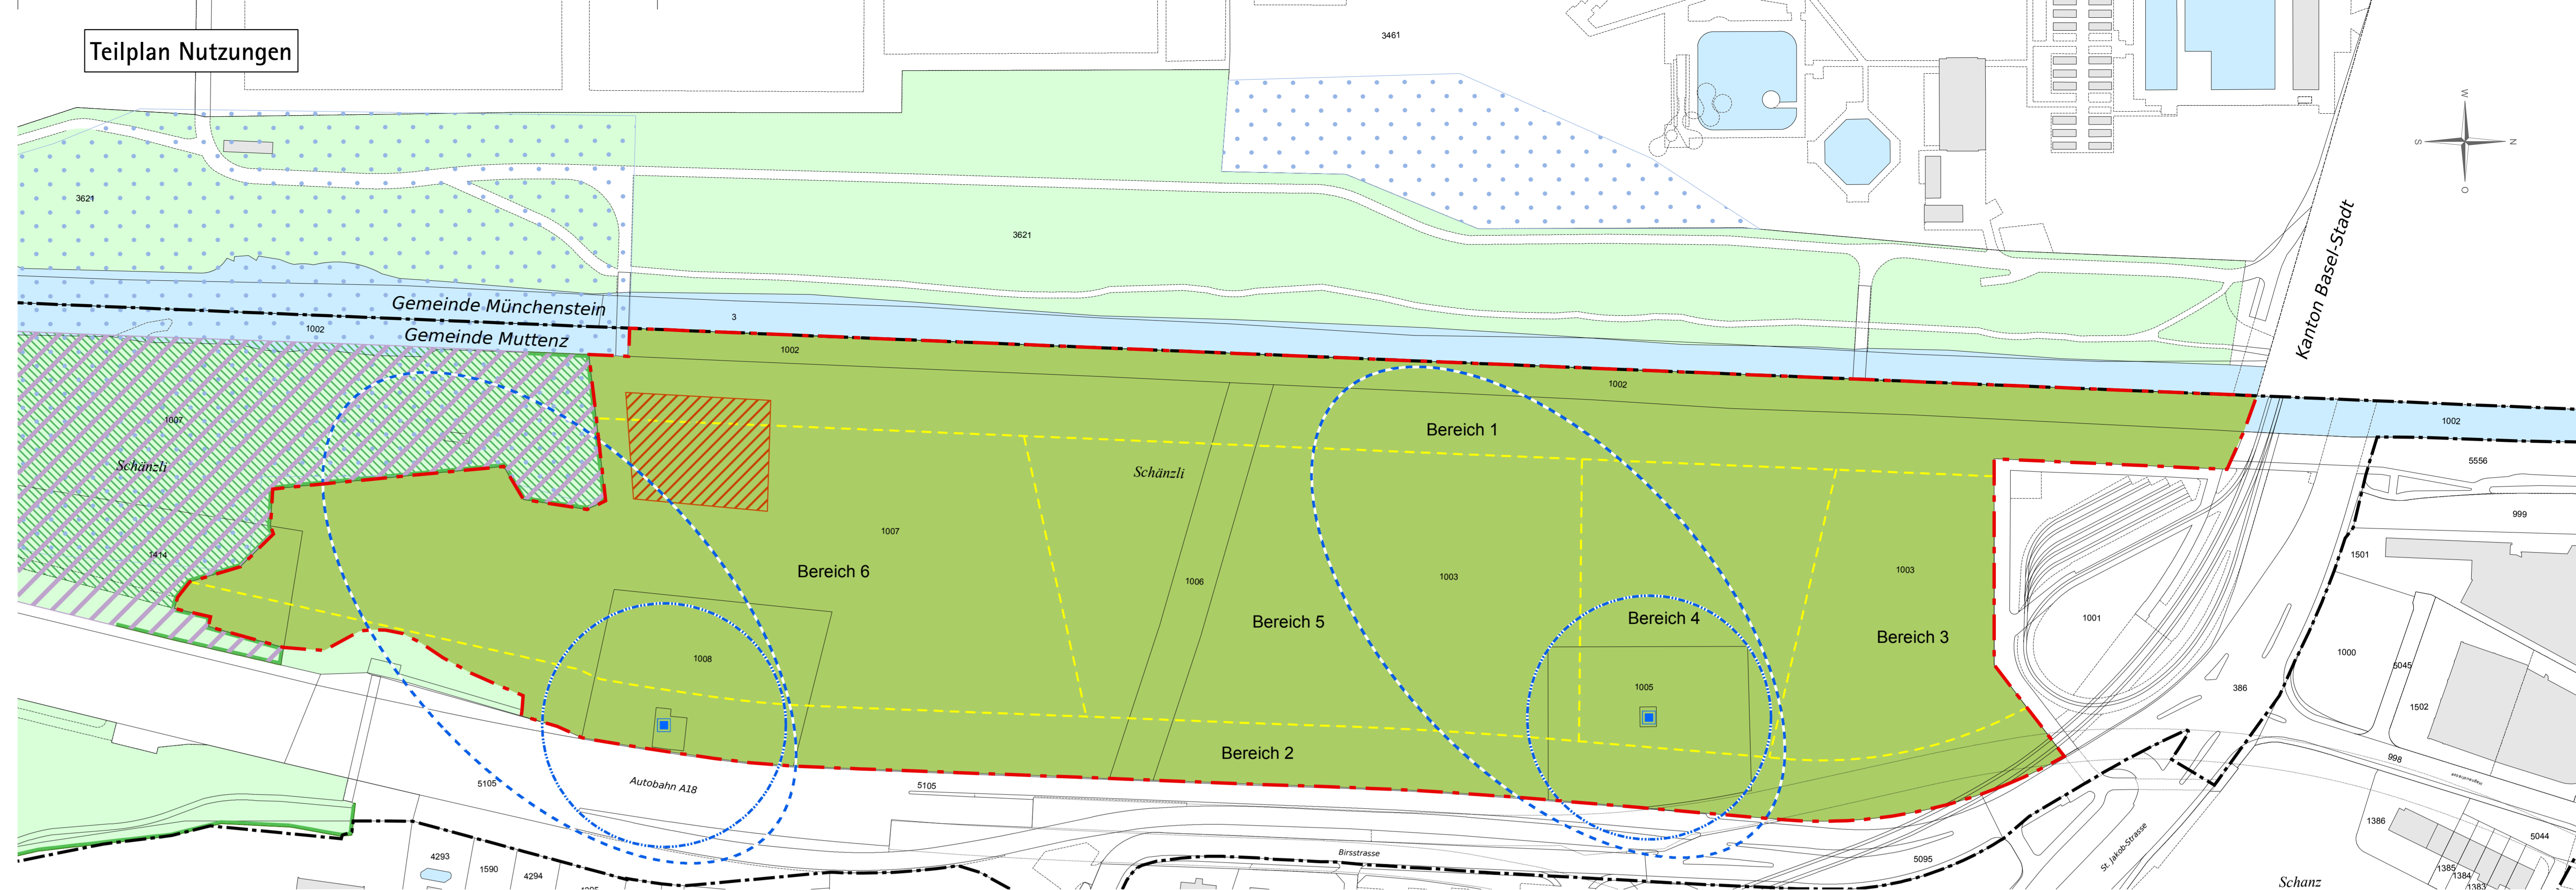 Teilplan Nutzungen
3461
W
S
N
O
3621
3621
Kanton Basel-Stadt
Gemeinde Münchenstein
3
1002
Gemeinde Muttenz
1002
1002
1002
1007
Bereich 1
5556
Schänzli
Schänzli
999
1007
1414
1501
Bereich 6
1006
1003
1003
1001
Bereich 5
Bereich 4
Bereich 3
1000
5045
1008
1005
386
1502
Bereich 2
998
5105
Autobahn A18
5105
1386
5044
Birsstrasse
St. Jakob-Strasse
4293
1590
4294
5095
1385
1384
1383
Schanz